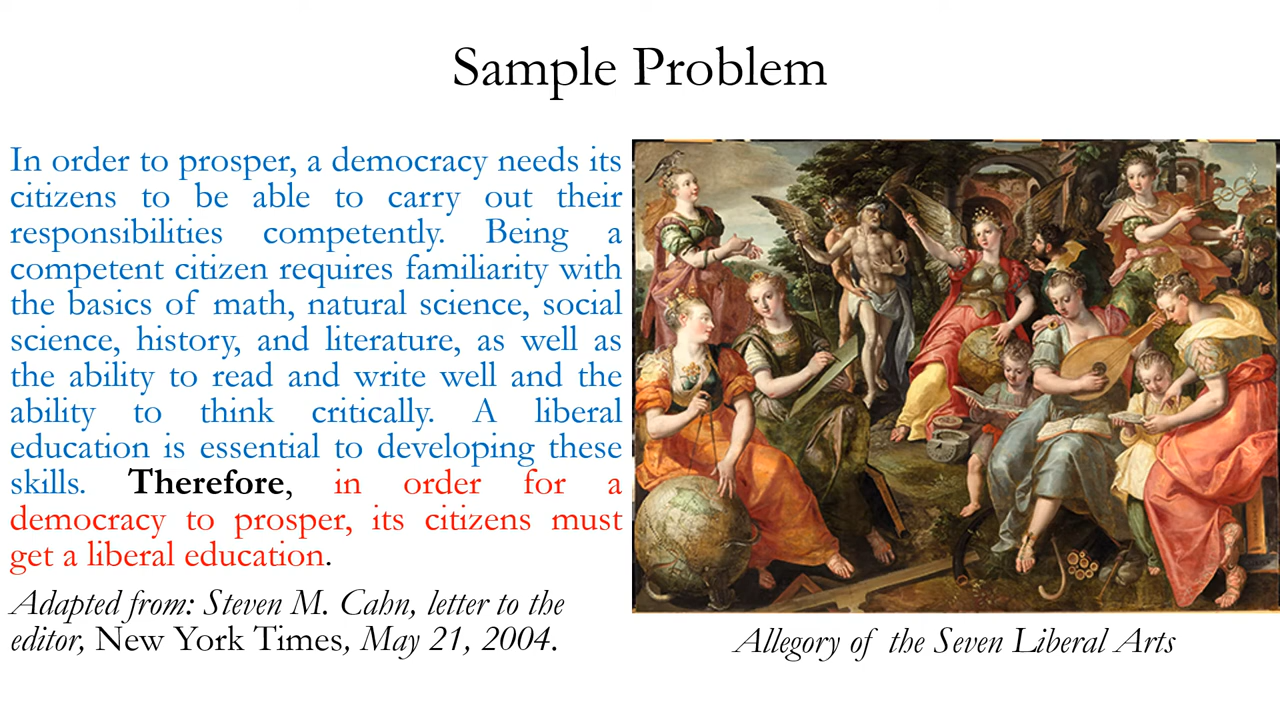 Sample Problem
In order to prosper, a democracy needs its
citizens to be able to carry out their
responsibilities competently. Being a
competent citizen requires familiarity with
the basics of math, natural science, social
science, history, and literature, as well as
the ability to read and write well and the
ability to think critically. A liberal
education is essential to developing these
skills. Therefore, in order for a
democracy to prosper, its citizens must
get a liberal education.
Adapted from: Steven M. Cahn, letter to the
editor, New York Times, May 21, 2004.
Allegory of the Seven Liberal Arts